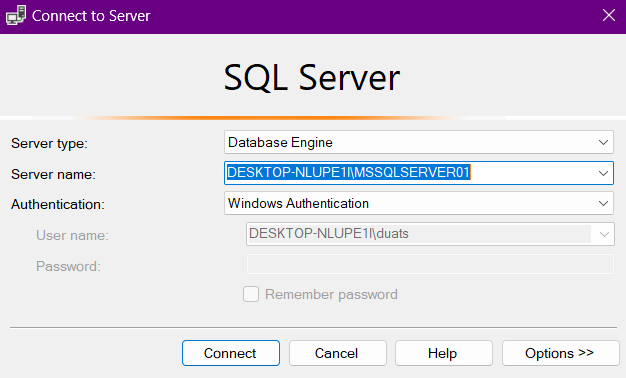 Connect to Server
SQL Server
Server type: Database Engine
Server name: DESKTOP-NLUPE1I\MSSQLSERVER01
Authentication: Windows Authentication
User name: DESKTOP-NLUPE1I\duats
Password:
Remember password
Connect Cancel Help Options >>